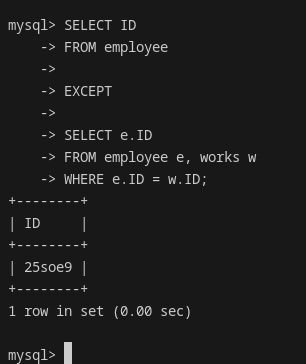 mysql> SELECT ID
    -> FROM employee
    ->
    -> EXCEPT
    ->
    -> SELECT e.ID
    -> FROM employee e, works w
    -> WHERE e.ID = w.ID;
+--------+
| ID     |
+--------+
| 25soe9 |
+--------+
1 row in set (0.00 sec)

mysql>